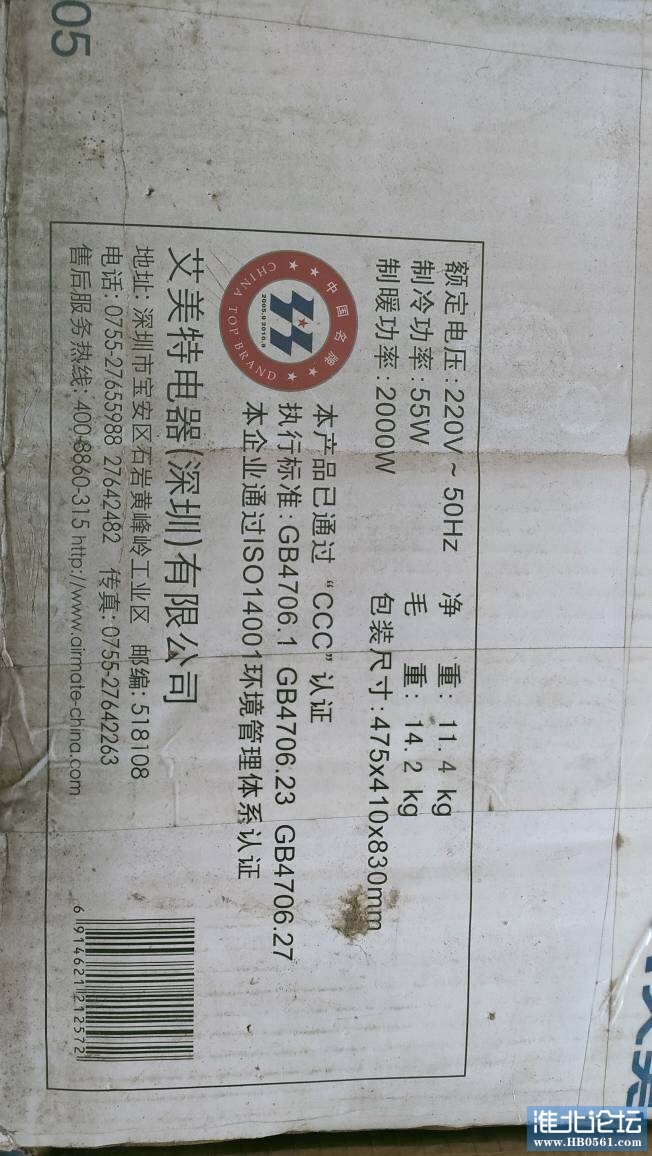 05
额定电压:220V~50Hz 净 重: 11.4 kg
制冷功率:55W 毛 重: 14.2 kg
制暖功率:2000W 包装尺寸:475x410x830mm
中国名牌
2005.9 2010.9
CHINA TOP BRAND
本产品已通过“CCC”认证
执行标准:GB4706.1 GB4706.23 GB4706.27
本企业通过ISO14001环境管理体系认证
艾美特电器(深圳)有限公司
地址: 深圳市宝安区石岩黄峰岭工业区 邮编: 518108
电话: 0755-27655988 27642482 传真: 0755-27642263
售后服务热线: 400-8860-315 http://www.airmate-china.com
6 914621 212572
淮北论坛
www.HB0561.com